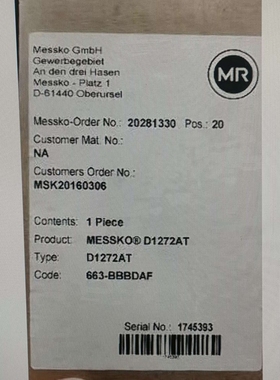 Messko GmbH
Gewerbegebiet
An den drei Hasen
Messko - Platz 1
D-61440 Oberursel
MR
Messko-Order No.: 20281330 Pos.: 20
Customer Mat. No.:
NA
Customers Order No.:
MSK20160306
Contents: 1 Piece
Product: MESSKO® D1272AT
Type: D1272AT
Code: 663-BBBDAF
Serial No.: 1745393